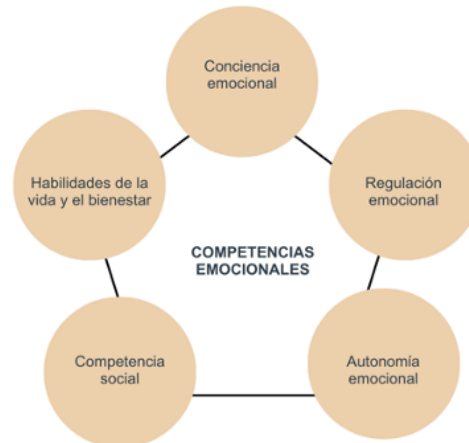 Conciencia
emocional
Habilidades de la
vida y el bienestar
Regulación
emocional
COMPETENCIAS
EMOCIONALES
Competencia
social
Autonomía
emocional